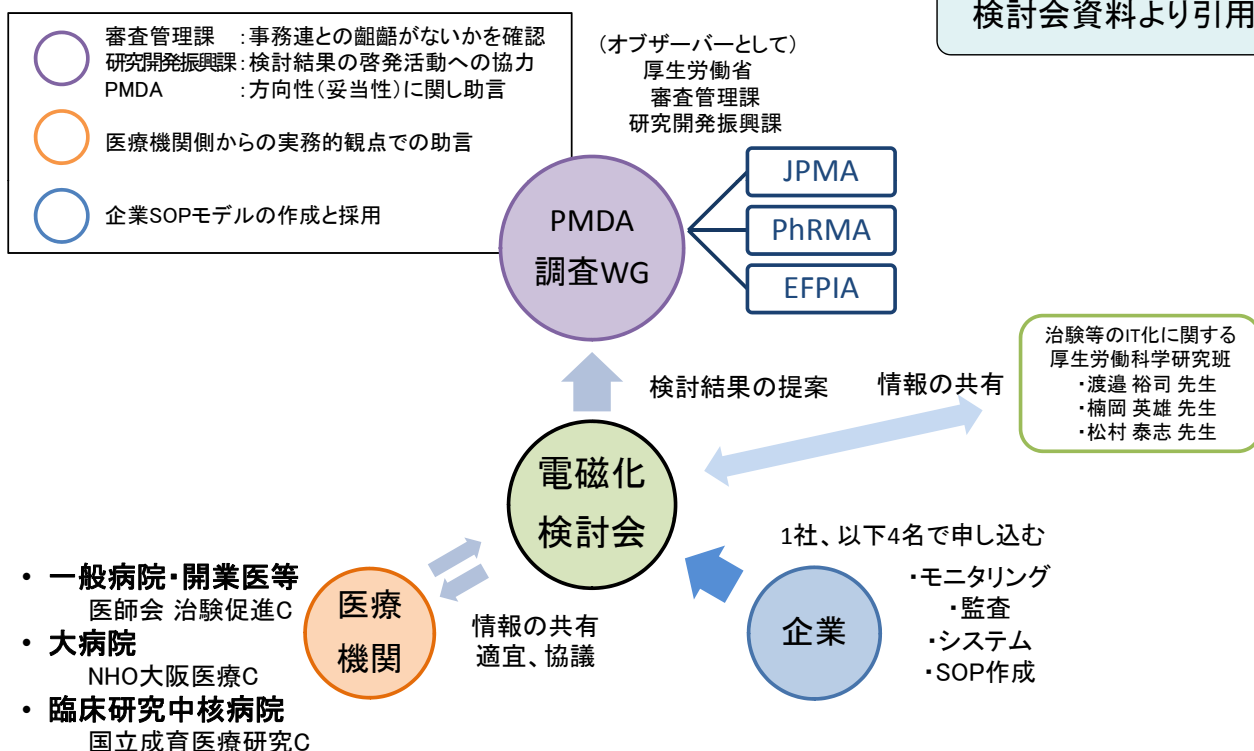 検討会資料より引用
審査管理課 :事務連との齟齬がないかを確認
研究開発振興課:検討結果の啓発活動への協力
PMDA :方向性(妥当性)に関し助言
医療機関側からの実務的観点での助言
企業SOPモデルの作成と採用
(オブザーバーとして)
厚生労働省
審査管理課
研究開発振興課
PMDA
調査WG
JPMA
PhRMA
EFPIA
治験等のIT化に関する
厚生労働科学研究班
・渡邉 裕司 先生
・楠岡 英雄 先生
・松村 泰志 先生
検討結果の提案
情報の共有
電磁化
検討会
1社、以下4名で申し込む
・モニタリング
・監査
・システム
・SOP作成
企業
医療
機関
情報の共有
適宜、協議
• 一般病院・開業医等
医師会 治験促進C
• 大病院
NHO大阪医療C
• 臨床研究中核病院
国立成育医療研究C